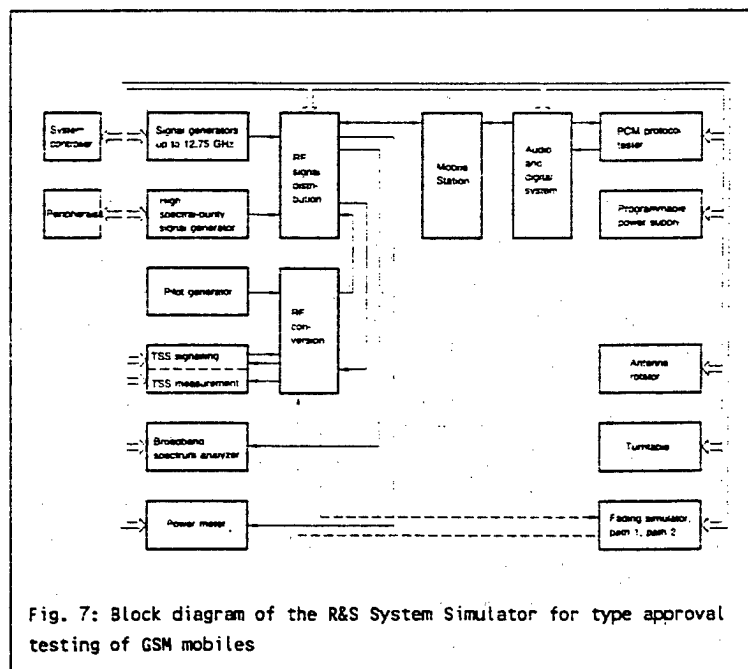 System
controller
Signal generators
up to 12.75 GHz
RF
signal
distri-
bution
Mobile
Station
Audio
and
digital
system
PCM protocol
tester
Peripherals
High
spectral-purity
signal generator
Programmable
power supply
Pilot generator
RF
con-
version
TSS signalling
TSS measurement
Antenna
rotator
Broadband
spectrum analyzer
Turntable
Power meter
Fading simulator,
path 1, path 2
Fig. 7: Block diagram of the R&S System Simulator for type approval
testing of GSM mobiles